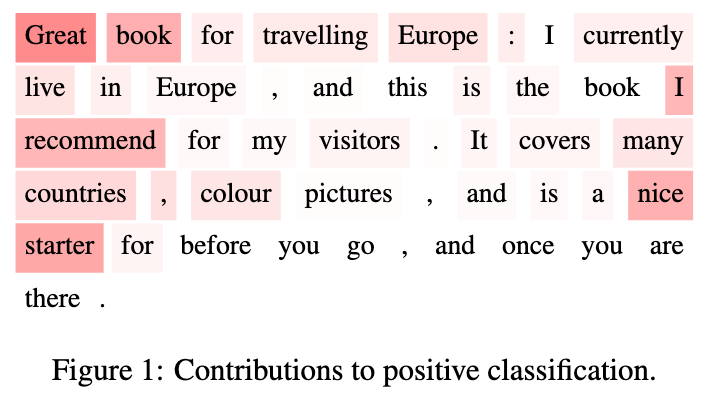 Great book for travelling Europe : I currently
live in Europe , and this is the book I
recommend for my visitors . It covers many
countries , colour pictures , and is a nice
starter for before you go , and once you are
there .
Figure 1: Contributions to positive classification.